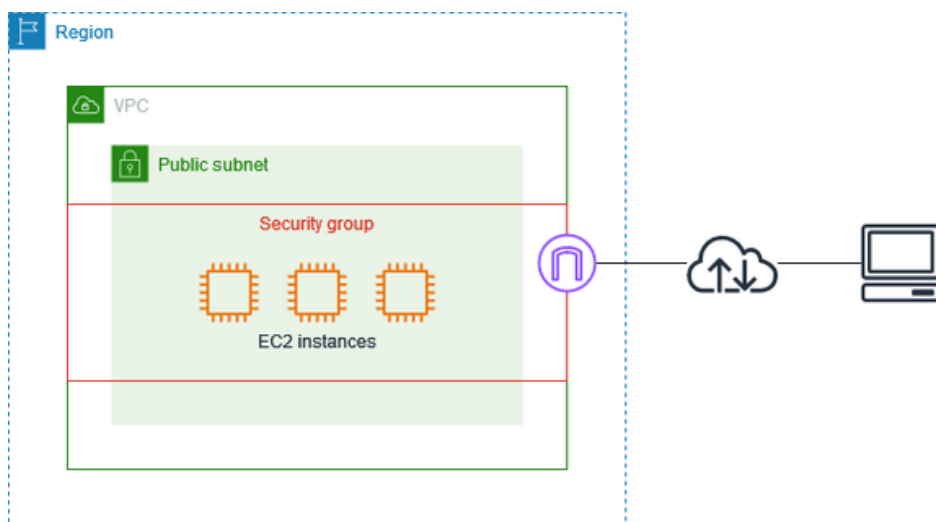 Region
VPC
Public subnet
Security group
EC2 instances